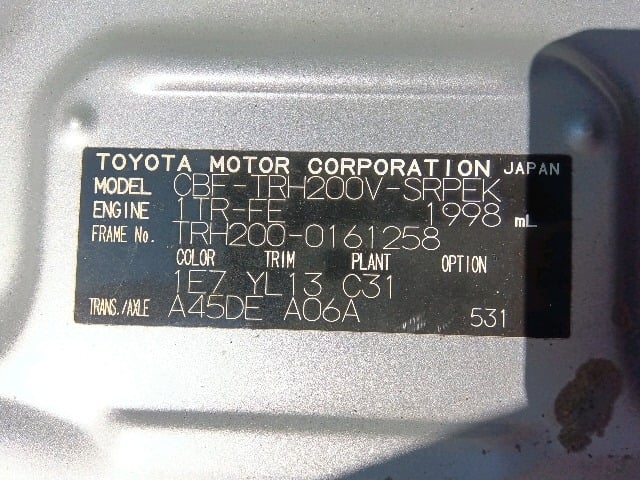 TOYOTA MOTOR CORPORATION JAPAN
MODEL CBF-TRH200V-SRPEK
ENGINE 1TR-FE 1998 mL
FRAME No. TRH200-0161258
COLOR TRIM PLANT OPTION
1E7 YL13 C31
TRANS./AXLE A45DE A06A 531